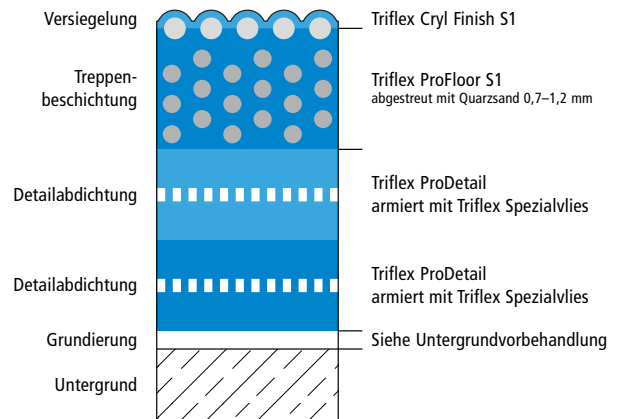 Versiegelung
Triflex Cryl Finish S1
Treppen-
beschichtung
Triflex ProFloor S1
abgestreut mit Quarzsand 0,7–1,2 mm
Detailabdichtung
Triflex ProDetail
armiert mit Triflex Spezialvlies
Detailabdichtung
Triflex ProDetail
armiert mit Triflex Spezialvlies
Grundierung
Siehe Untergrundvorbehandlung
Untergrund